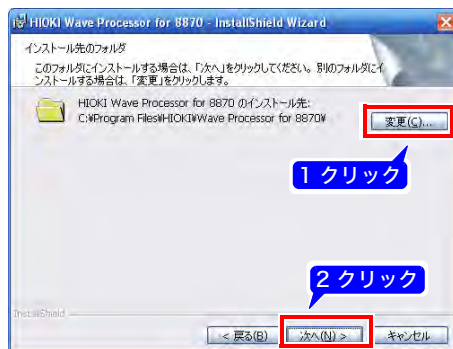 HIOKI Wave Processor for 8870 - InstallShield Wizard
インストール先のフォルダ
このフォルダにインストールする場合は、「次へ」をクリックしてください。別のフォルダにイ
ンストールする場合は、「変更」をクリックします。
HIOKI Wave Processor for 8870 のインストール先:
C:¥Program Files¥HIOKI¥Wave Processor for 8870¥
変更(C)...
1 クリック
2 クリック
InstallShield
< 戻る(B)
次へ(N) >
キャンセル